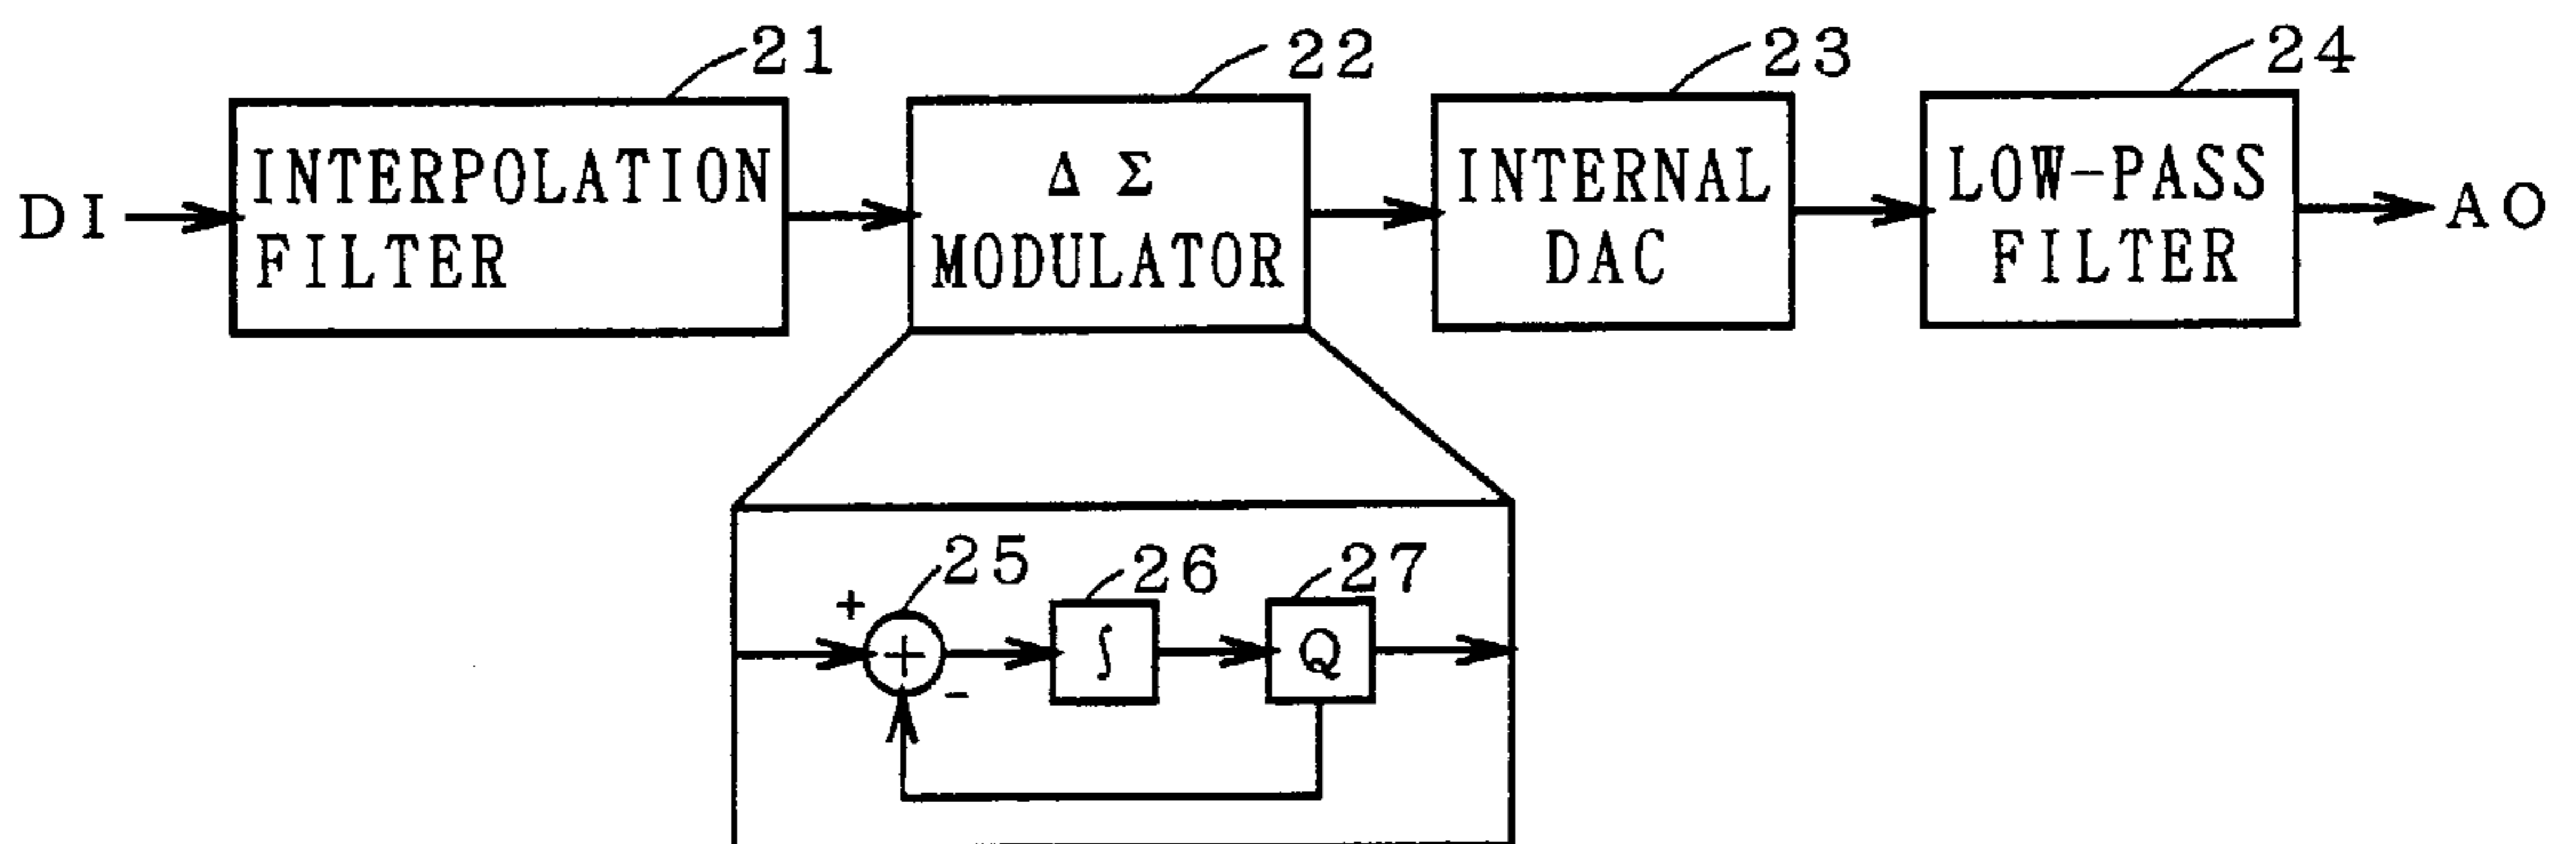 21
22
23
24
DI
INTERPOLATION
FILTER
Δ Σ
MODULATOR
INTERNAL
DAC
LOW-PASS
FILTER
AO
25
26
27
+
+
-
∫
Q